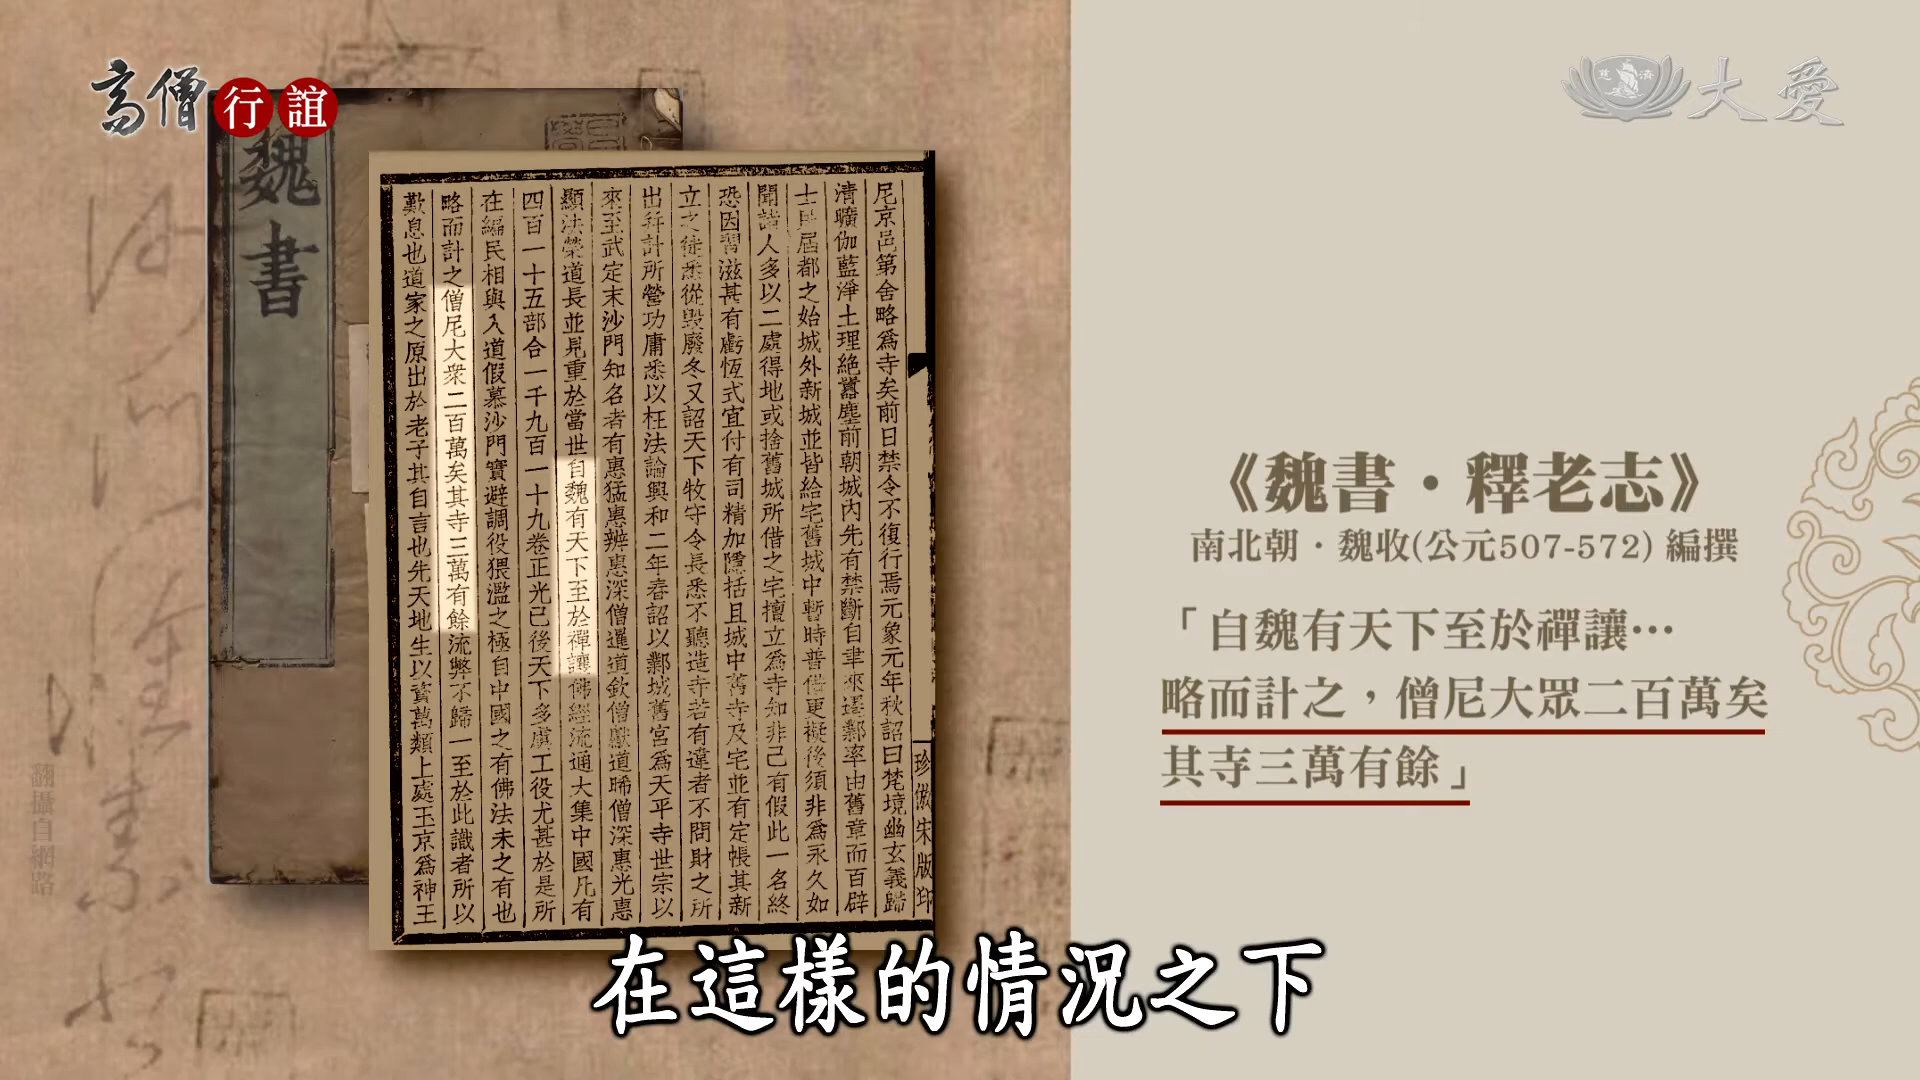 高僧行誼
大愛
慈濟
魏書
尼京邑第舍略爲寺矣前日禁令不復行焉元象元年秋詔曰梵境幽玄義歸
清曠伽藍淨土理絕囂塵前朝城內先有禁斷自聿來遷鄴率由舊章而百辟
士民屆都之始城外新城並皆給宅舊城中暫時普借更擬後須非爲永久如
聞諸人多以二處得地或捨舊城所借之宅擅立爲寺知非己有假此一名終
恐因習滋甚有虧恆式宜付有司精加隱括且城中舊寺及宅並有定帳其新
立之徒悉從毀廢冬又詔天下牧守令長悉不聽造寺若有違者不問財之所
出并計所營功庸悉以枉法論興和二年春詔以鄴城舊宮爲天平寺世宗以
來至武定末沙門知名者有惠猛惠辨惠深僧暹道欽僧獻道晞僧深惠光惠
顯法榮道長並見重於當世自魏有天下至於禪讓佛經流通大集中國凡有
四百一十五部合一千九百一十九卷正光已後天下多虞工役尤甚於是所
在編民相與入道假慕沙門實避調役猥濫之極自中國之有佛法未之有也
略而計之僧尼大衆二百萬矣其寺三萬有餘流弊不歸一至於此識者所以
歎息也道家之原出於老子其自言也先天地生以資萬類上處玉京爲神王
珍倣宋版印
《魏書・釋老志》
南北朝・魏收(公元507-572) 編撰
「自魏有天下至於禪讓…
略而計之，僧尼大眾二百萬矣
其寺三萬有餘」
翻攝自網路
在這樣的情況之下